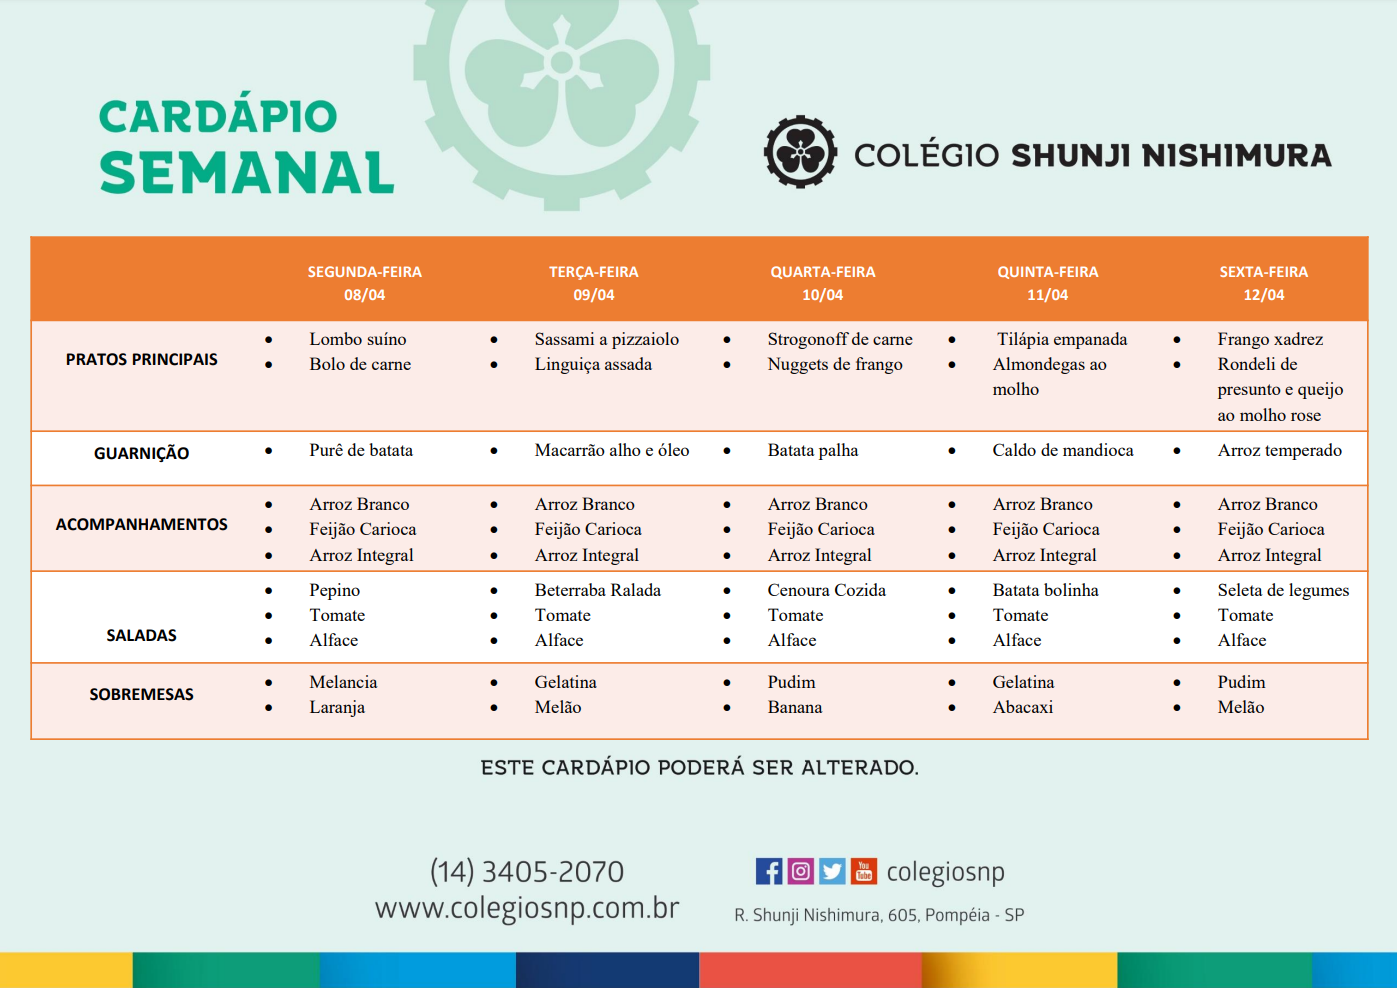 CARDÁPIO
SEMANAL
COLÉGIO SHUNJI NISHIMURA
SEGUNDA-FEIRA TERÇA-FEIRA QUARTA-FEIRA QUINTA-FEIRA SEXTA-FEIRA
08/04 09/04 10/04 11/04 12/04
PRATOS PRINCIPAIS
• Lombo suíno • Sassami a pizzaiolo • Strogonoff de carne • Tilápia empanada • Frango xadrez
• Bolo de carne • Linguiça assada • Nuggets de frango • Almondegas ao • Rondeli de
molho presunto e queijo
ao molho rose
GUARNIÇÃO • Purê de batata • Macarrão alho e óleo • Batata palha • Caldo de mandioca • Arroz temperado
ACOMPANHAMENTOS
• Arroz Branco • Arroz Branco • Arroz Branco • Arroz Branco • Arroz Branco
• Feijão Carioca • Feijão Carioca • Feijão Carioca • Feijão Carioca • Feijão Carioca
• Arroz Integral • Arroz Integral • Arroz Integral • Arroz Integral • Arroz Integral
SALADAS
• Pepino • Beterraba Ralada • Cenoura Cozida • Batata bolinha • Seleta de legumes
• Tomate • Tomate • Tomate • Tomate • Tomate
• Alface • Alface • Alface • Alface • Alface
SOBREMESAS
• Melancia • Gelatina • Pudim • Gelatina • Pudim
• Laranja • Melão • Banana • Abacaxi • Melão
ESTE CARDÁPIO PODERÁ SER ALTERADO.
(14) 3405-2070
www.colegiosnp.com.br
You Tube
colegiosnp
R. Shunji Nishimura, 605, Pompéia - SP